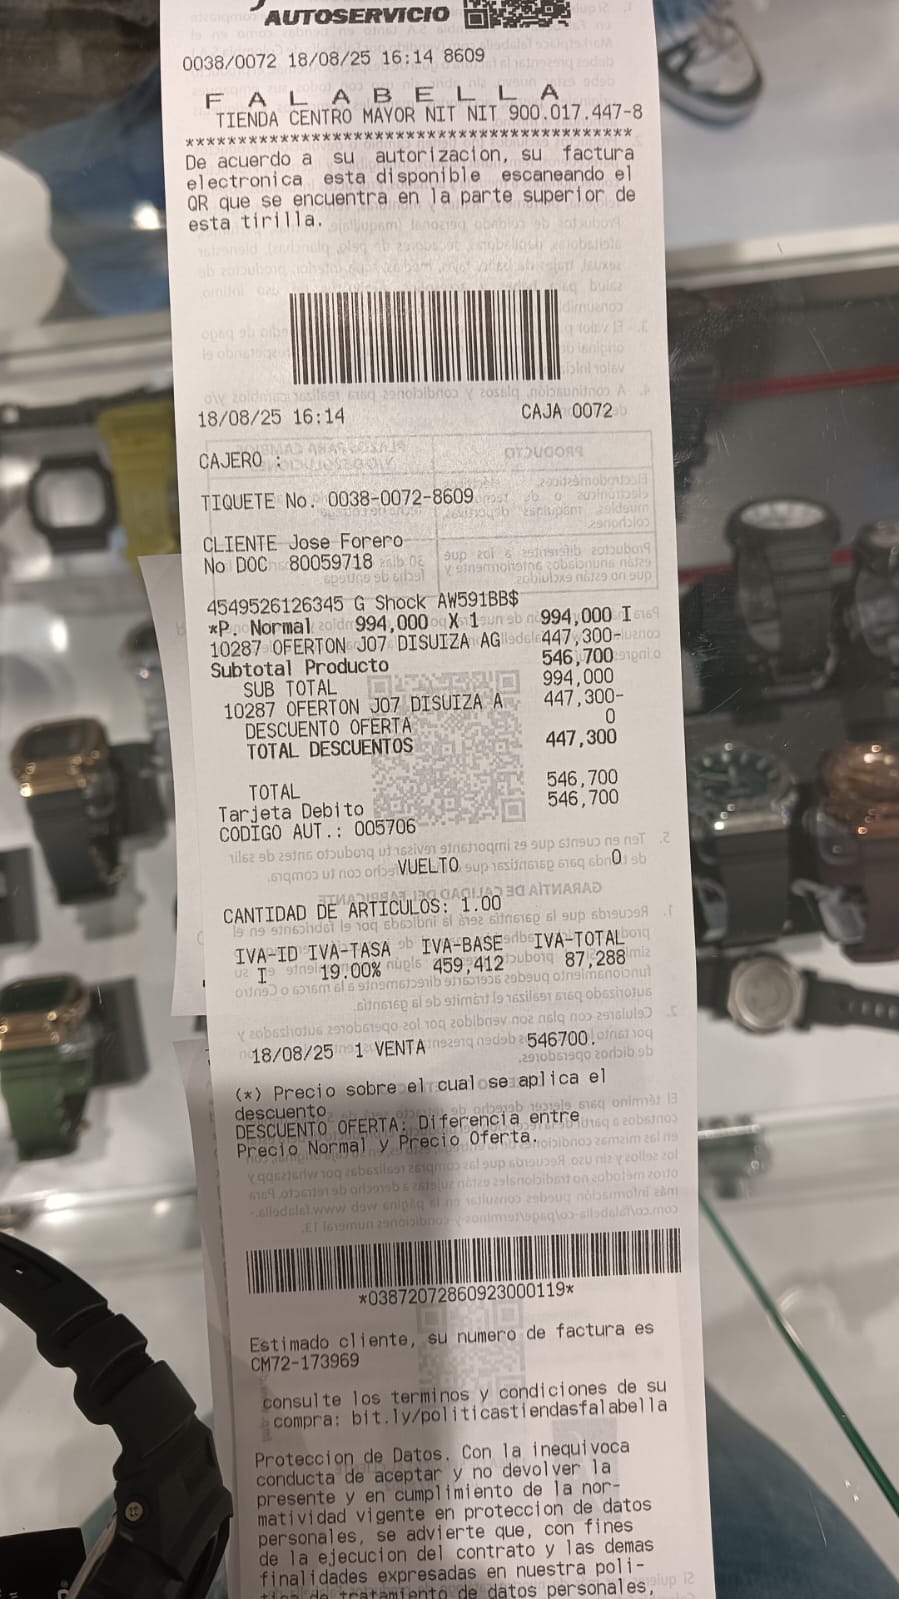 AUTOSERVICIO
0038/0072 18/08/25 16:14 8609
F A L A B E L L A
TIENDA CENTRO MAYOR NIT NIT 900.017.447-8
*******************************************
De acuerdo a su autorizacion, su factura
electronica esta disponible escaneando el
QR que se encuentra en la parte superior de
esta tirilla.
18/08/25 16:14 CAJA 0072
CAJERO :
TIQUETE No. 0038-0072-8609
CLIENTE Jose Forero
No DOC 80059718
4549526126345 G Shock AW591BB$
*P. Normal 994,000 X 1 994,000 I
10287 OFERTON J07 DISUIZA AG 447,300-
Subtotal Producto 546,700
SUB TOTAL 994,000
10287 OFERTON J07 DISUIZA A 447,300-
DESCUENTO OFERTA 0
TOTAL DESCUENTOS 447,300
TOTAL 546,700
Tarjeta Debito 546,700
CODIGO AUT.: 005706
VUELTO 0
CANTIDAD DE ARTICULOS: 1.00
IVA-ID IVA-TASA IVA-BASE IVA-TOTAL
I 19.00% 459,412 87,288
18/08/25 1 VENTA 546700.
(*) Precio sobre el cual se aplica el
descuento
DESCUENTO OFERTA: Diferencia entre
Precio Normal y Precio Oferta.
*03872072860923000119*
Estimado cliente, su numero de factura es
CM72-173969
consulte los terminos y condiciones de su
compra: bit.ly/politicastiendasfalabella
Proteccion de Datos. Con la inequivoca
conducta de aceptar y no devolver la
presente y en cumplimiento de la nor-
matividad vigente en proteccion de datos
personales, se advierte que, con fines
de la ejecucion del contrato y las demas
finalidades expresadas en nuestra poli-
tica de tratamiento de datos personales,